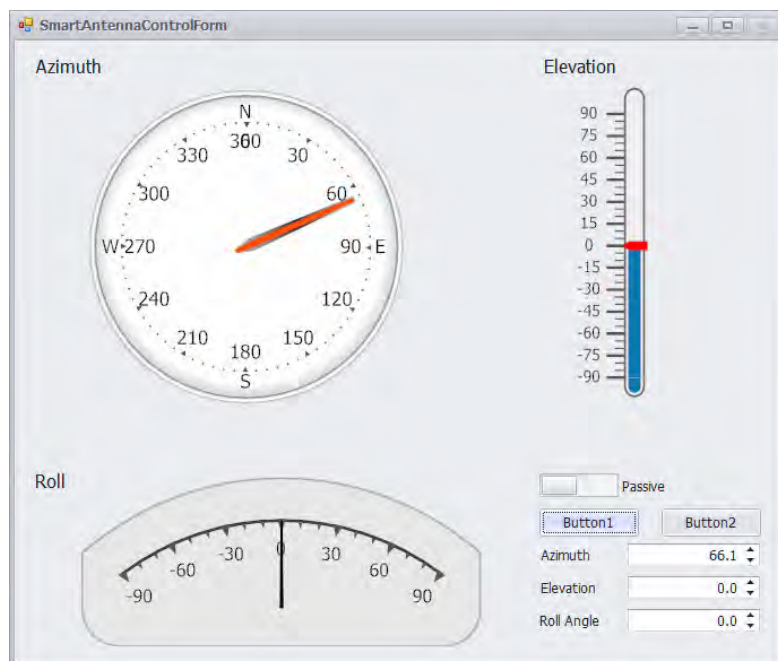 SmartAntennaControlForm
Azimuth
N
330 30
300 60
W 270 90 E
240 120
210 150
180
S
Elevation
90
75
60
45
30
15
0
-15
-30
-45
-60
-75
-90
Roll
-90 -60 -30 0 30 60 90
Passive
Button1 Button2
Azimuth 66.1
Elevation 0.0
Roll Angle 0.0